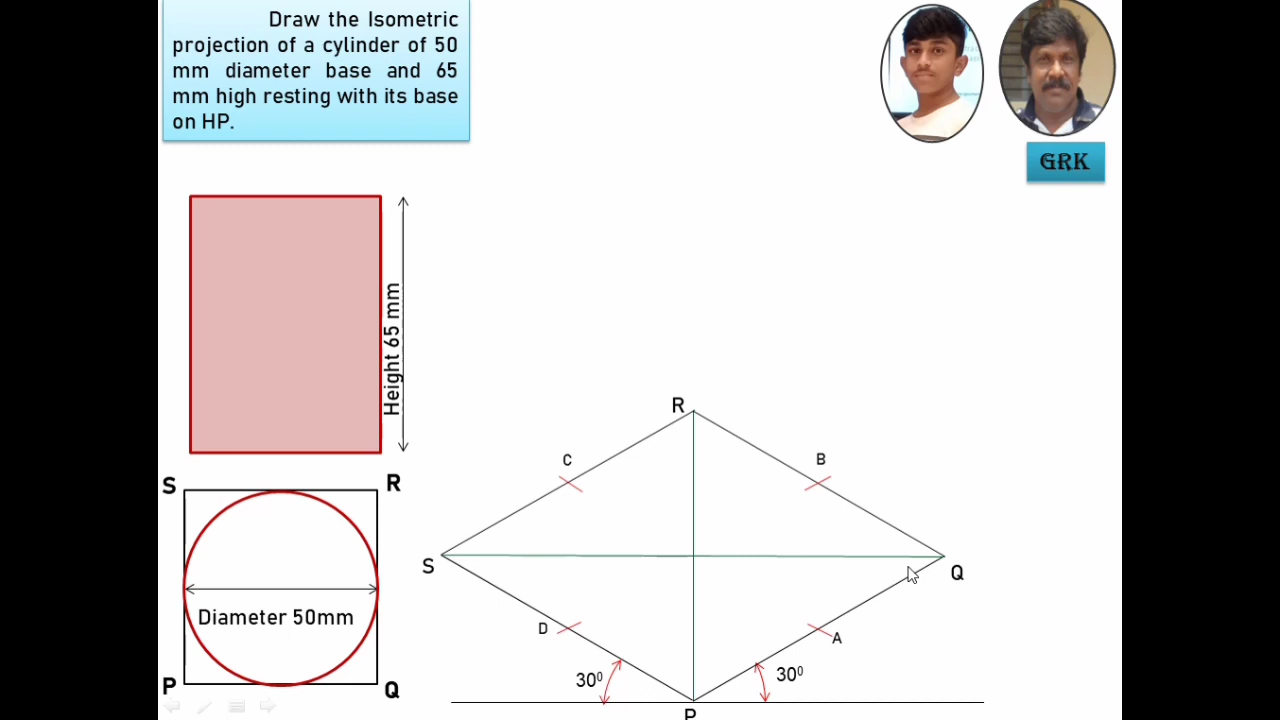 Draw the Isometric
projection of a cylinder of 50
mm diameter base and 65
mm high resting with its base
on HP.
GRK
Height 65 mm
S
R
Diameter 50mm
P
Q
R
C
B
S
Q
D
A
30⁰
30⁰
P